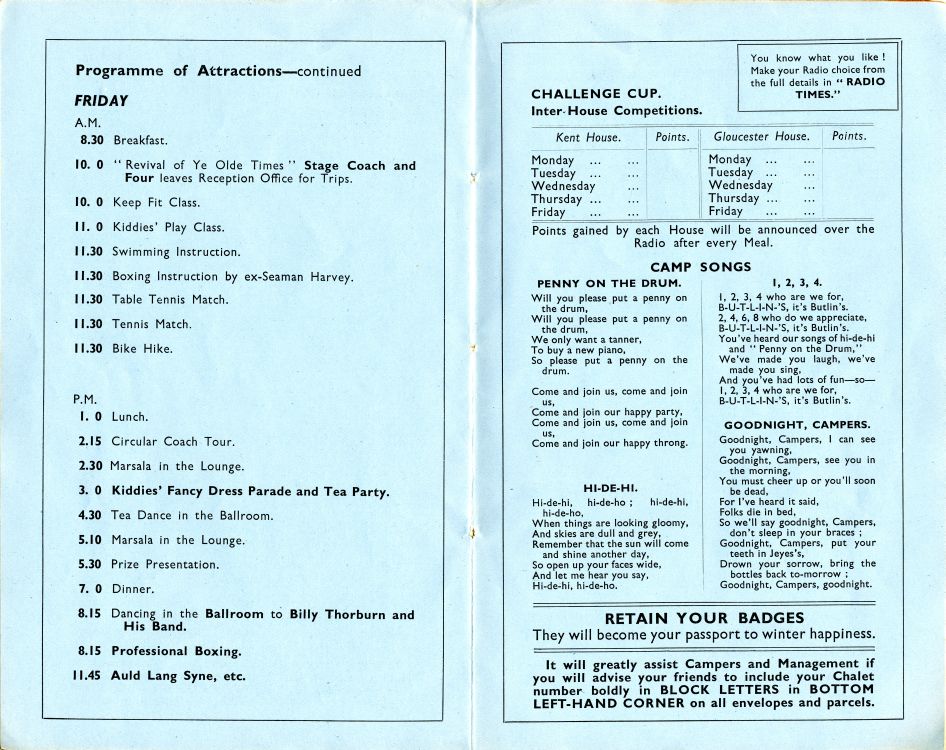 Programme of Attractions—continued
FRIDAY
A.M.
8.30 Breakfast.
10. 0 "Revival of Ye Olde Times" Stage Coach and
Four leaves Reception Office for Trips.
10. 0 Keep Fit Class.
11. 0 Kiddies' Play Class.
11.30 Swimming Instruction.
11.30 Boxing Instruction by ex-Seaman Harvey.
11.30 Table Tennis Match.
11.30 Tennis Match.
11.30 Bike Hike.
P.M.
1. 0 Lunch.
2.15 Circular Coach Tour.
2.30 Marsala in the Lounge.
3. 0 Kiddies' Fancy Dress Parade and Tea Party.
4.30 Tea Dance in the Ballroom.
5.10 Marsala in the Lounge.
5.30 Prize Presentation.
7. 0 Dinner.
8.15 Dancing in the Ballroom to Billy Thorburn and
His Band.
8.15 Professional Boxing.
11.45 Auld Lang Syne, etc.
You know what you like!
Make your Radio choice from
the full details in "RADIO
TIMES."
CHALLENGE CUP.
Inter-House Competitions.
Kent House. Points. Gloucester House. Points.
Monday ... ... Monday ... ...
Tuesday ... ... Tuesday ... ...
Wednesday ... Wednesday ...
Thursday ... ... Thursday ... ...
Friday ... ... Friday ... ...
Points gained by each House will be announced over the
Radio after every Meal.
CAMP SONGS
PENNY ON THE DRUM.
Will you please put a penny on
the drum,
Will you please put a penny on
the drum,
We only want a tanner,
To buy a new piano,
So please put a penny on the
drum.
Come and join us, come and join
us,
Come and join our happy party,
Come and join us, come and join
us,
Come and join our happy throng.
HI-DE-HI.
Hi-de-hi, hi-de-ho; hi-de-hi,
hi-de-ho,
When things are looking gloomy,
And skies are dull and grey,
Remember that the sun will come
and shine another day,
So open up your faces wide,
And let me hear you say,
Hi-de-hi, hi-de-ho.
1, 2, 3, 4.
1, 2, 3, 4 who are we for,
B-U-T-L-I-N-'S, it's Butlin's.
2, 4, 6, 8 who do we appreciate,
B-U-T-L-I-N-'S, it's Butlin's.
You've heard our songs of hi-de-hi
and "Penny on the Drum,"
We've made you laugh, we've
made you sing,
And you've had lots of fun—so—
1, 2, 3, 4 who are we for,
B-U-T-L-I-N-'S, it's Butlin's.
GOODNIGHT, CAMPERS.
Goodnight, Campers, I can see
you yawning,
Goodnight, Campers, see you in
the morning,
You must cheer up or you'll soon
be dead,
For I've heard it said,
Folks die in bed,
So we'll say goodnight, Campers,
don't sleep in your braces;
Goodnight, Campers, put your
teeth in Jeyes's,
Drown your sorrow, bring the
bottles back to-morrow;
Goodnight, Campers, goodnight.
RETAIN YOUR BADGES
They will become your passport to winter happiness.
It will greatly assist Campers and Management if
you will advise your friends to include your Chalet
number boldly in BLOCK LETTERS in BOTTOM
LEFT-HAND CORNER on all envelopes and parcels.